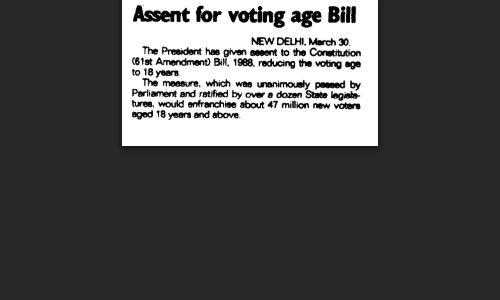 Assent for voting age Bill
NEW DELHI, March 30.
The President has given assent to the Constitution
(61st Amendment) Bill, 1988, reducing the voting age
to 18 years.
The measure, which was unanimously passed by
Parliament and ratified by over a dozen State legisla-
tures, would enfranchise about 47 million new voters
aged 18 years and above.